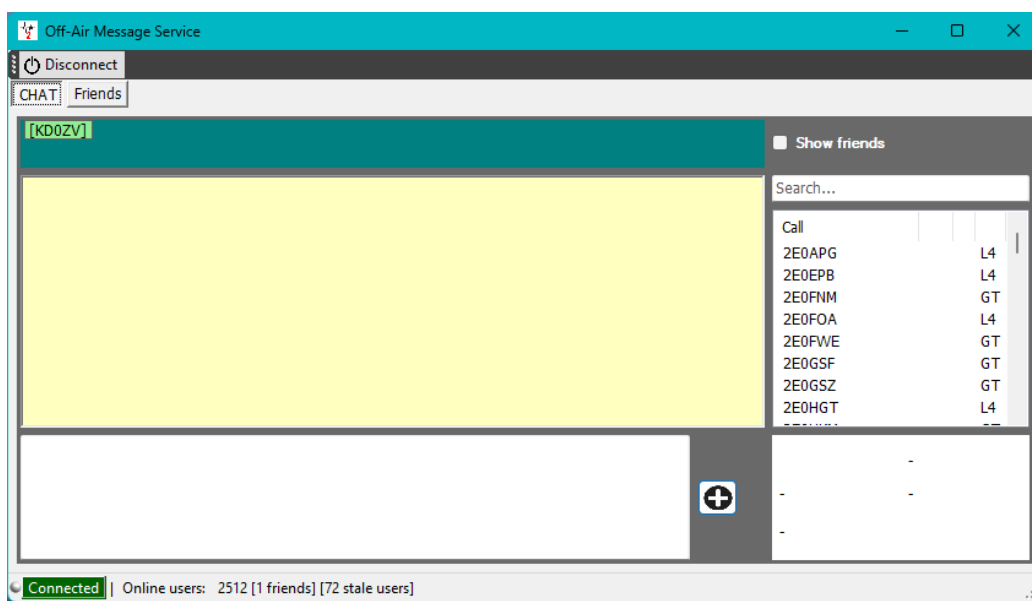 Off-Air Message Service
Disconnect
CHAT Friends
[KD0ZV]
Show friends
Search...
Call
2E0APG L4
2E0EPB L4
2E0FNM GT
2E0FOA L4
2E0FWE GT
2E0GSF GT
2E0GSZ GT
2E0HGT L4
-
- -
-
Connected | Online users: 2512 [1 friends] [72 stale users]